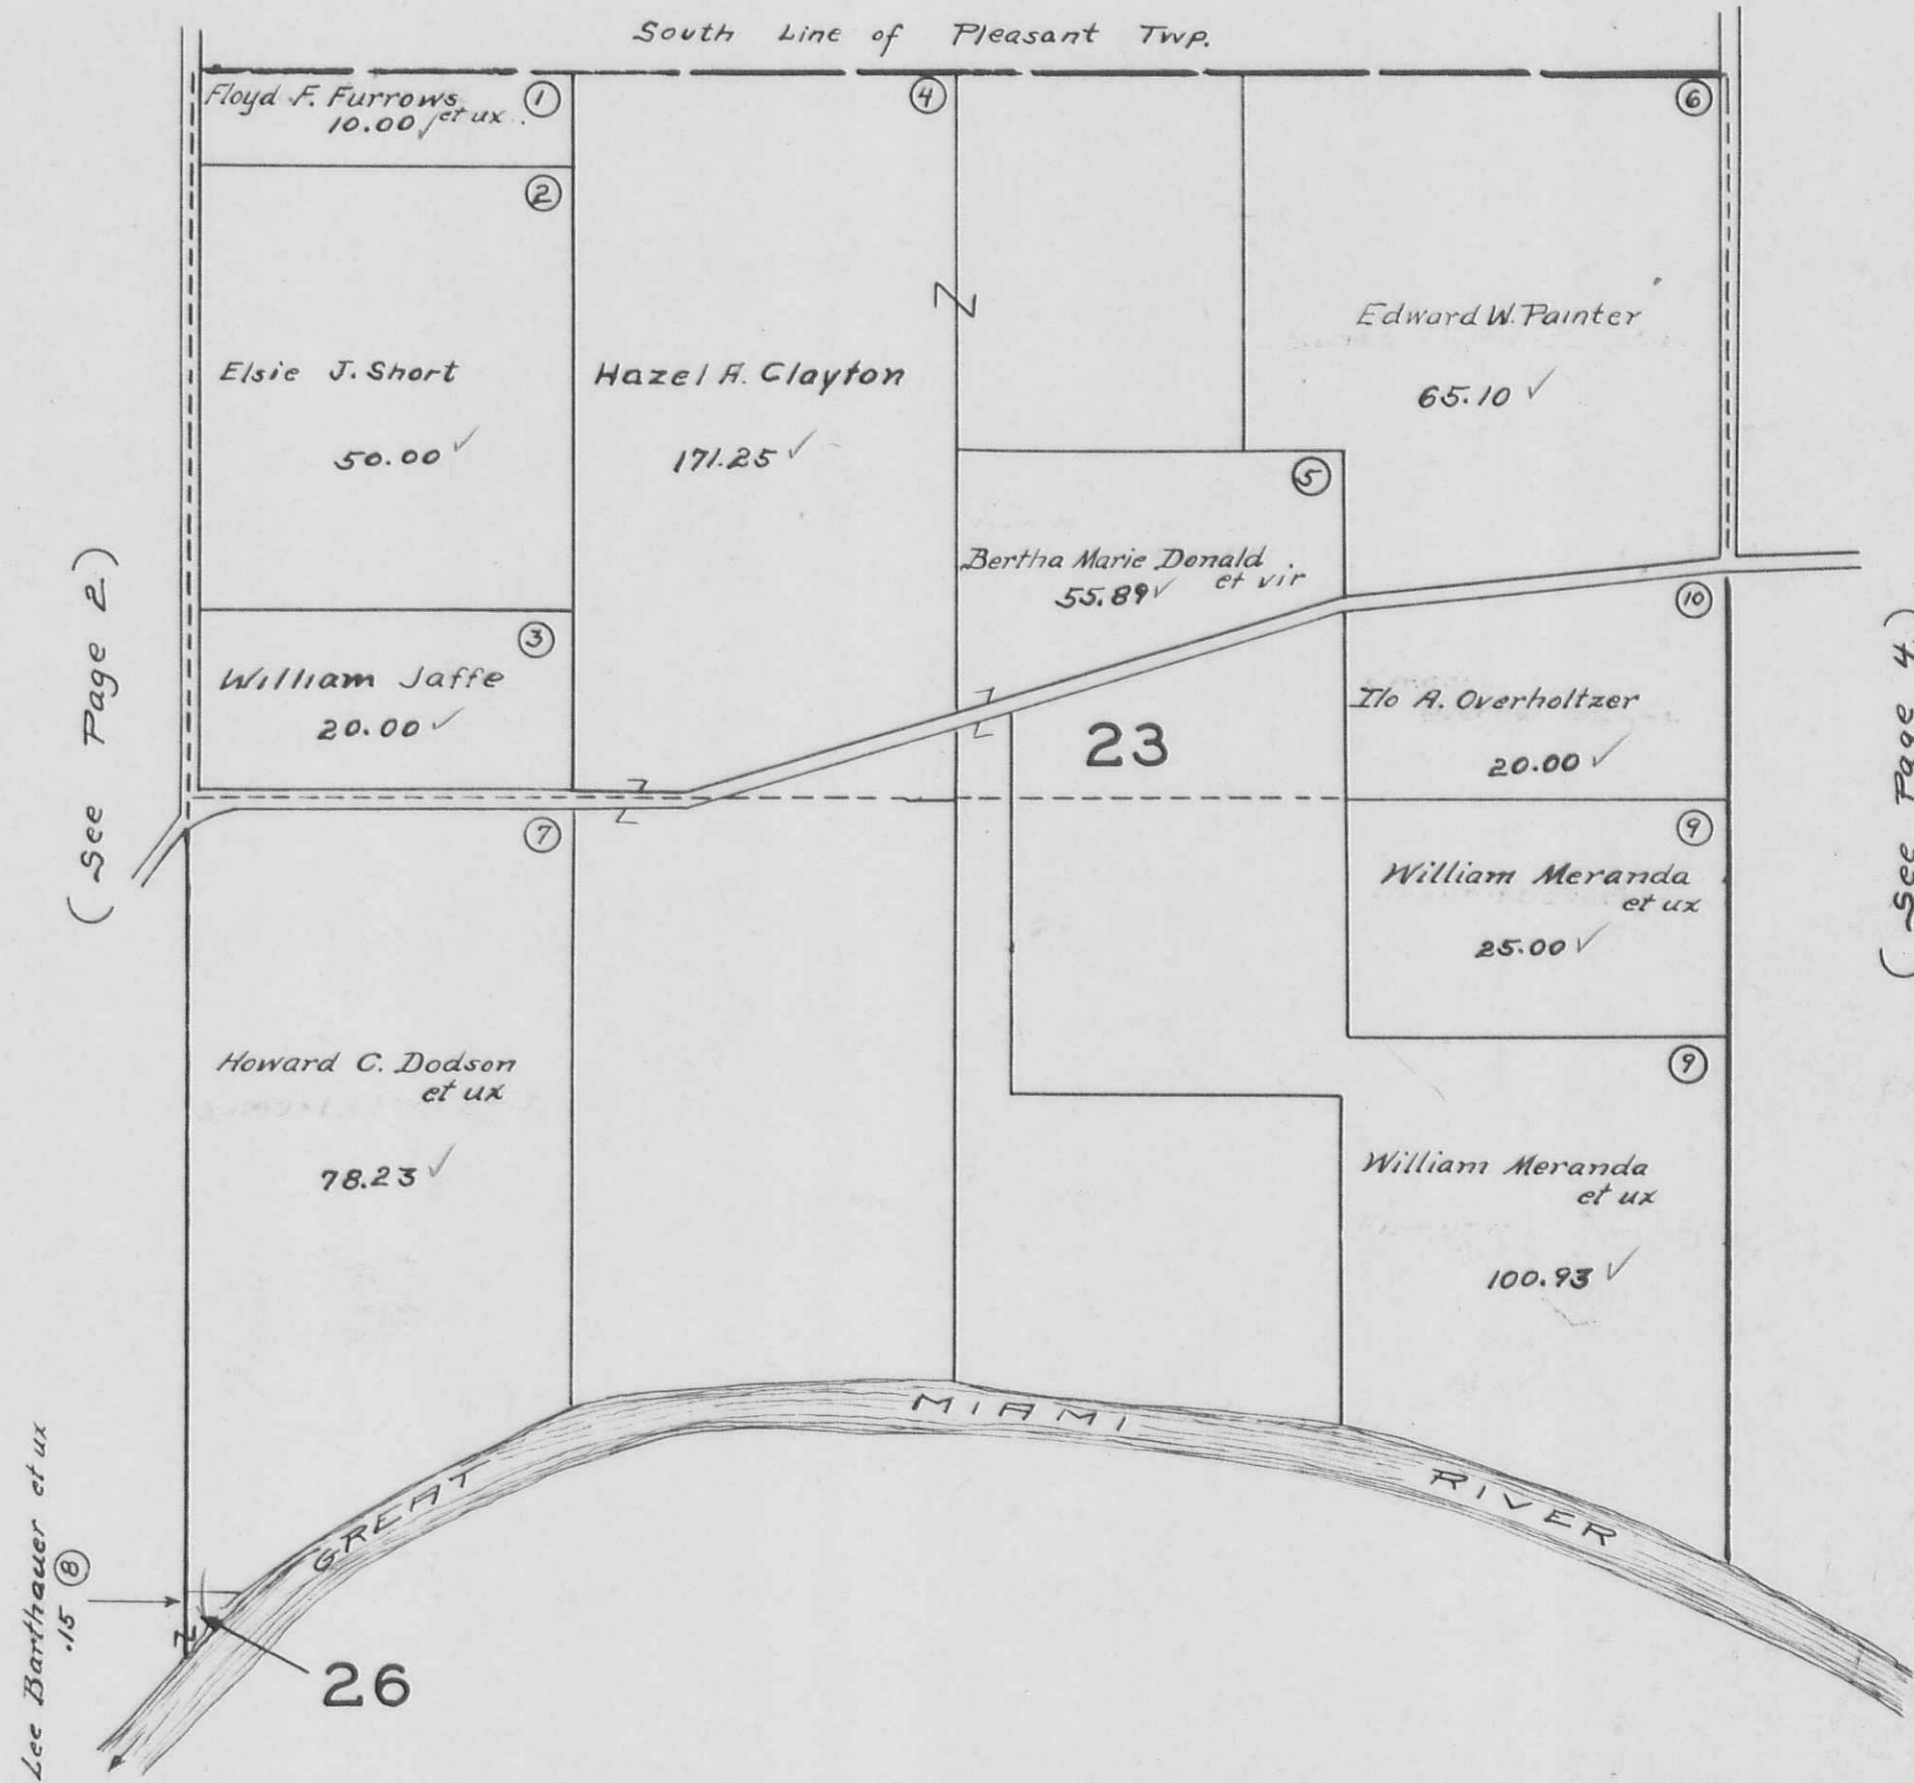 South Line of Pleasant Twp.
Floyd F. Furrows
10.00 et ux
1
2
Elsie J. Short
50.00
3
William Jaffe
20.00
4
Hazel A. Clayton
171.25
5
Bertha Marie Donald
55.89 et vir
6
Edward W. Painter
65.10
10
Ilo A. Overholtzer
20.00
23
9
William Meranda
et ux
25.00
9
William Meranda
et ux
100.93
7
Howard C. Dodson
et ux
78.23
(See Page 2)
(See Page 4)
Lee Barthauer et ux
.15 8
26
GREAT MIAMI RIVER